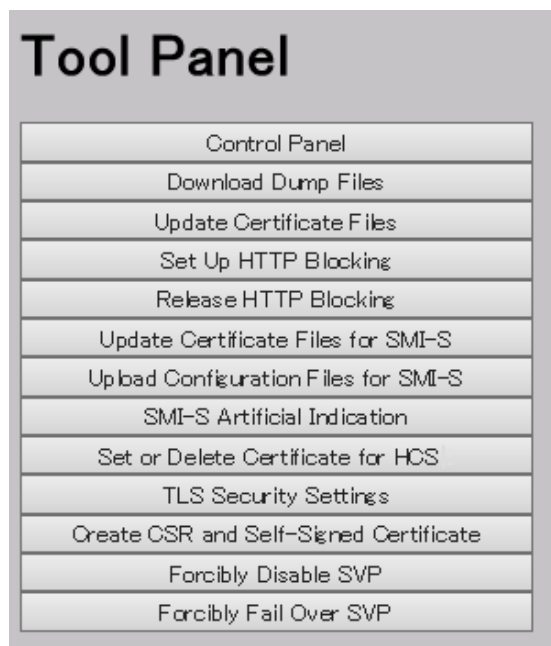 Tool Panel
Control Panel
Download Dump Files
Update Certificate Files
Set Up HTTP Blocking
Release HTTP Blocking
Update Certificate Files for SMI-S
Upload Configuration Files for SMI-S
SMI-S Artificial Indication
Set or Delete Certificate for HCS
TLS Security Settings
Create CSR and Self-Signed Certificate
Forcibly Disable SVP
Forcibly Fail Over SVP